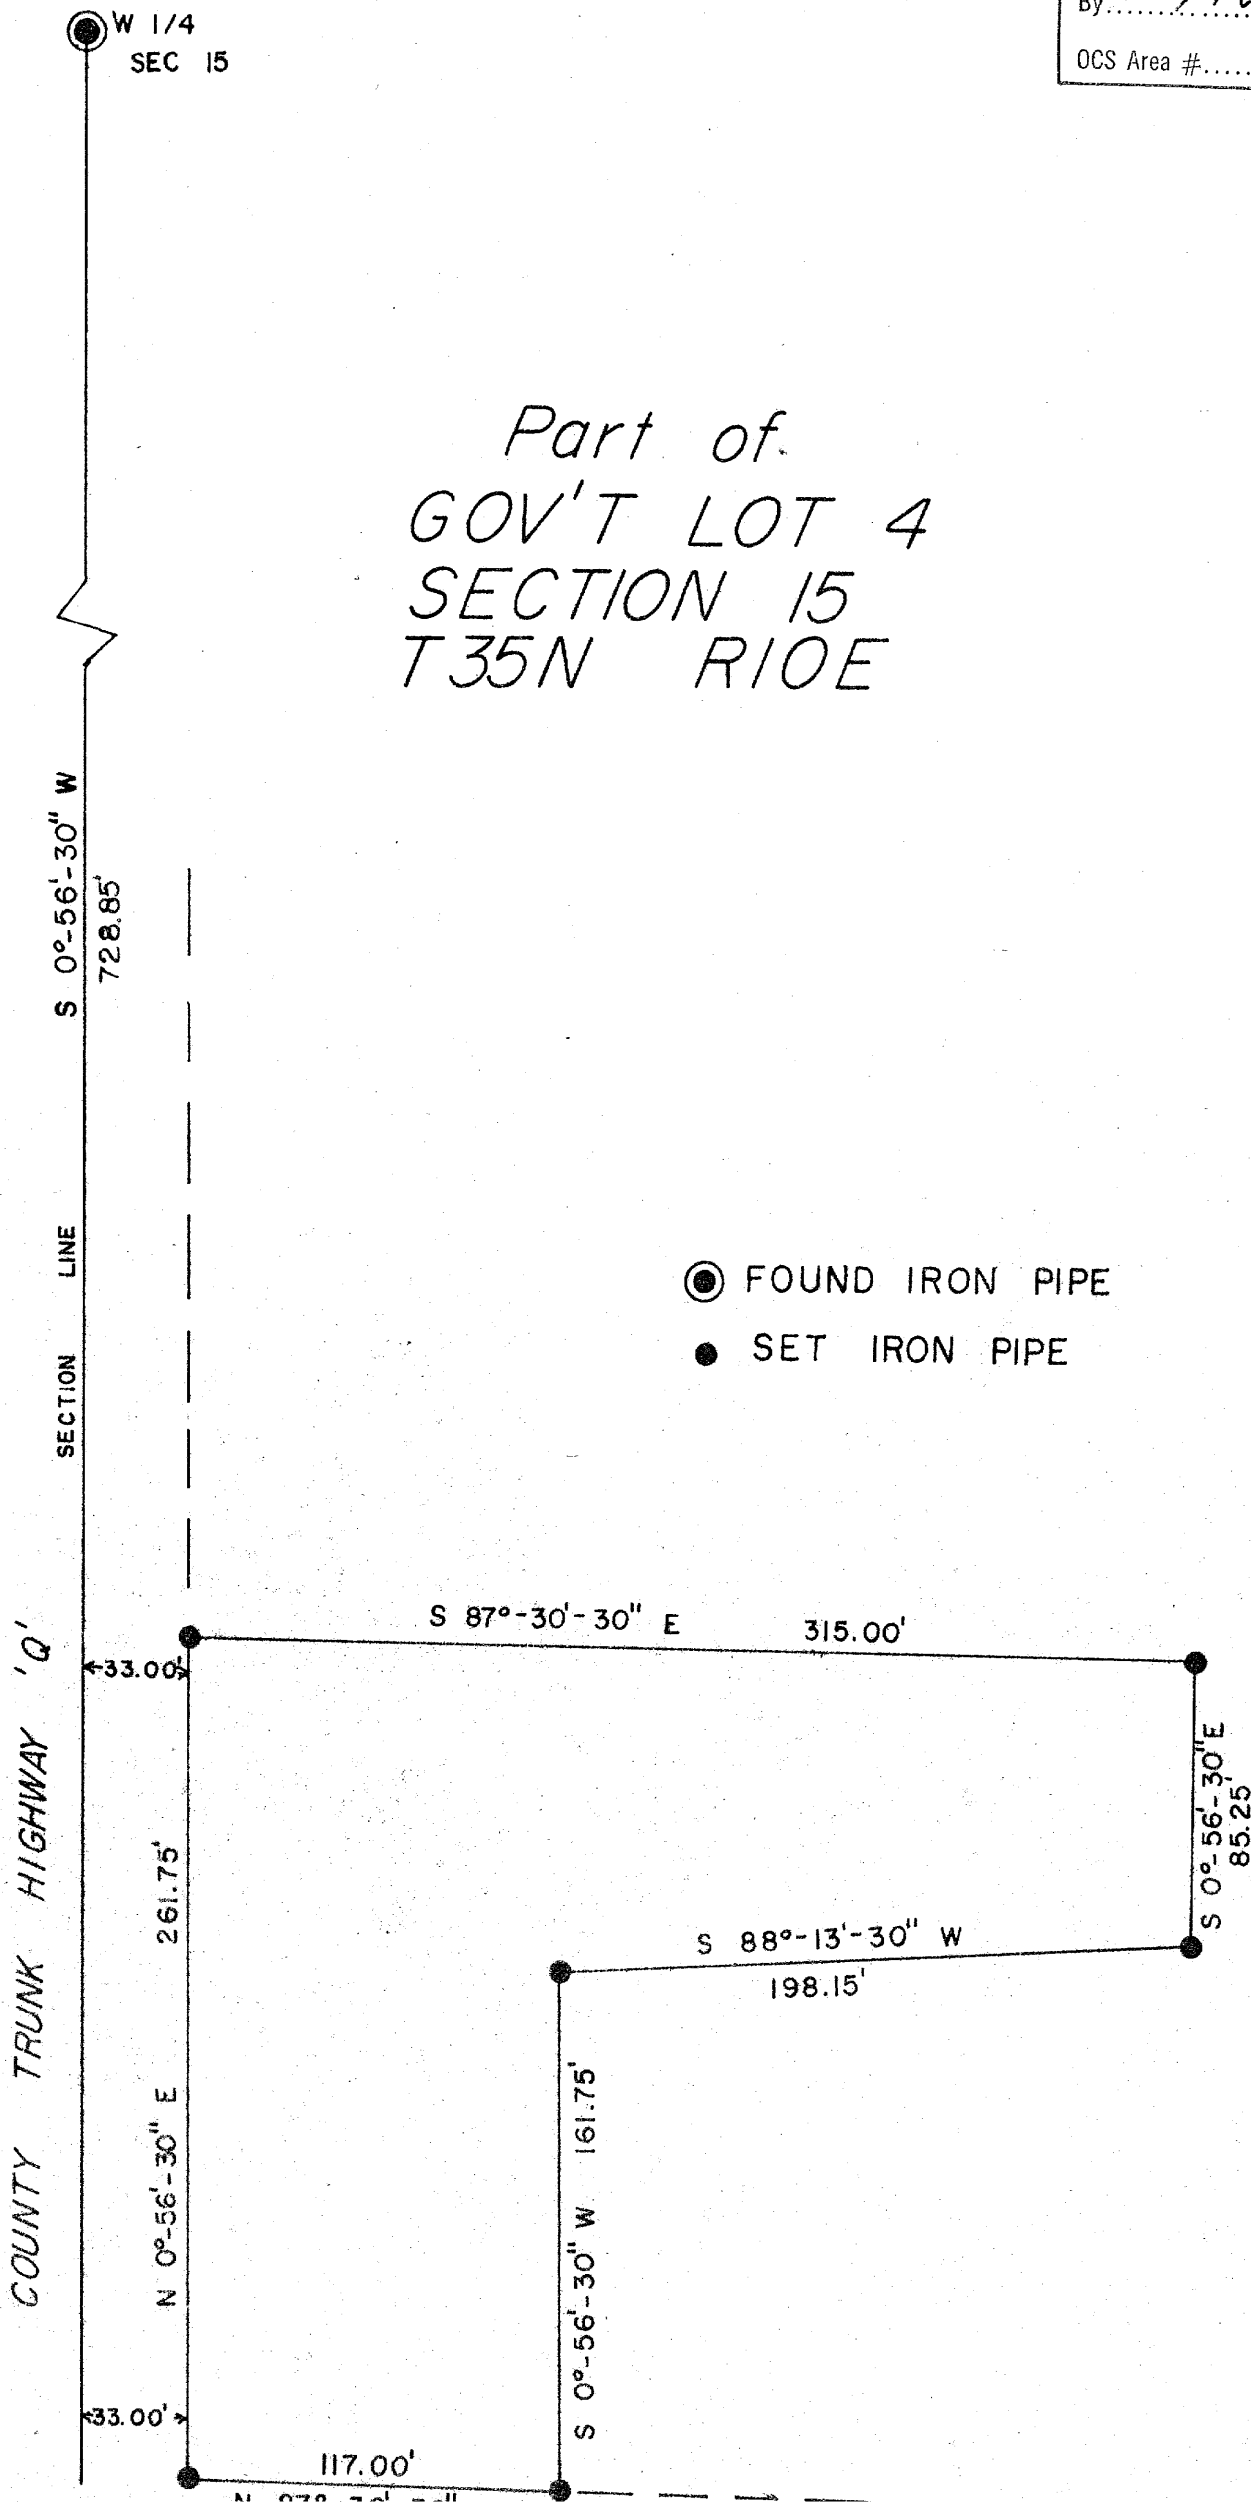 By
OCS Area #.....
W 1/4
SEC 15
Part of
GOV'T LOT 4
SECTION 15
T35N R10E
S 0°-56'-30" W
728.85'
SECTION LINE
FOUND IRON PIPE
SET IRON PIPE
COUNTY TRUNK HIGHWAY 'Q'
S 87°-30'-30" E 315.00'
33.00'
S 0°-56'-30" E
85.25'
N 0°-56'-30" E 261.75'
S 88°-13'-30" W
198.15'
S 0°-56'-30" W 161.75'
33.00'
117.00'